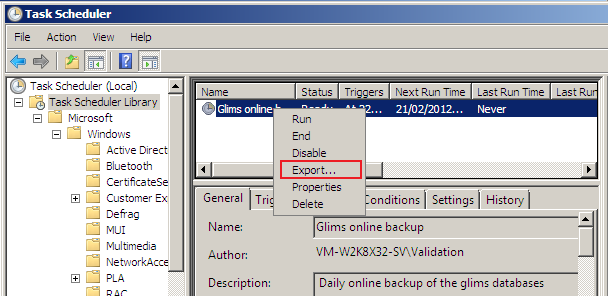 Task Scheduler
File Action View Help
Task Scheduler (Local)
Task Scheduler Library
Microsoft
Windows
Active Direct
Bluetooth
CertificateSe
Customer Ex
Defrag
MUI
Multimedia
NetworkAcce
PLA
RAC
Name Status Triggers Next Run Time Last Run Time Last Run
Glims online b 21/02/2012... Never
Run
End
Disable
Export...
Properties
Delete
General Trig Conditions Settings History
Name: Glims online backup
Author: VM-W2K8X32-SV\Validation
Description: Daily online backup of the glims databases